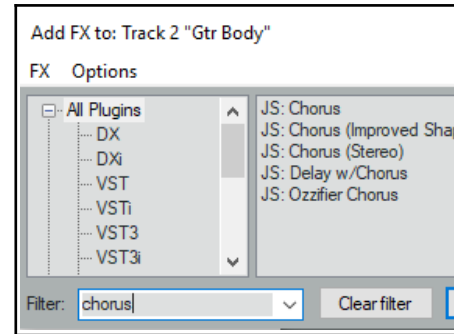 Add FX to: Track 2 "Gtr Body"
FX Options
All Plugins
DX
DXi
VST
VSTi
VST3
VST3i
JS: Chorus
JS: Chorus (Improved Sha
JS: Chorus (Stereo)
JS: Delay w/Chorus
JS: Ozzifier Chorus
Filter: chorus Clear filter